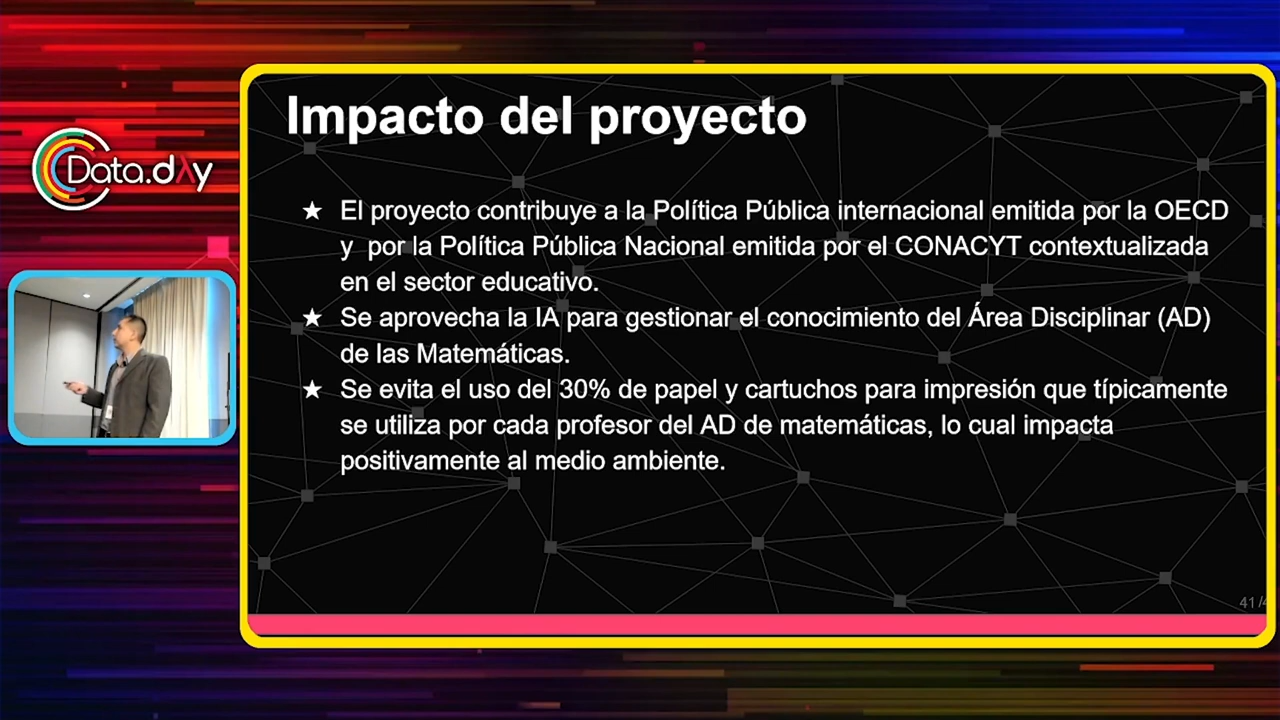 Impacto del proyecto
Data.dAy
★ El proyecto contribuye a la Política Pública internacional emitida por la OECD
y por la Política Pública Nacional emitida por el CONACYT contextualizada
en el sector educativo.
★ Se aprovecha la IA para gestionar el conocimiento del Área Disciplinar (AD)
de las Matemáticas.
★ Se evita el uso del 30% de papel y cartuchos para impresión que típicamente
se utiliza por cada profesor del AD de matemáticas, lo cual impacta
positivamente al medio ambiente.
41/4